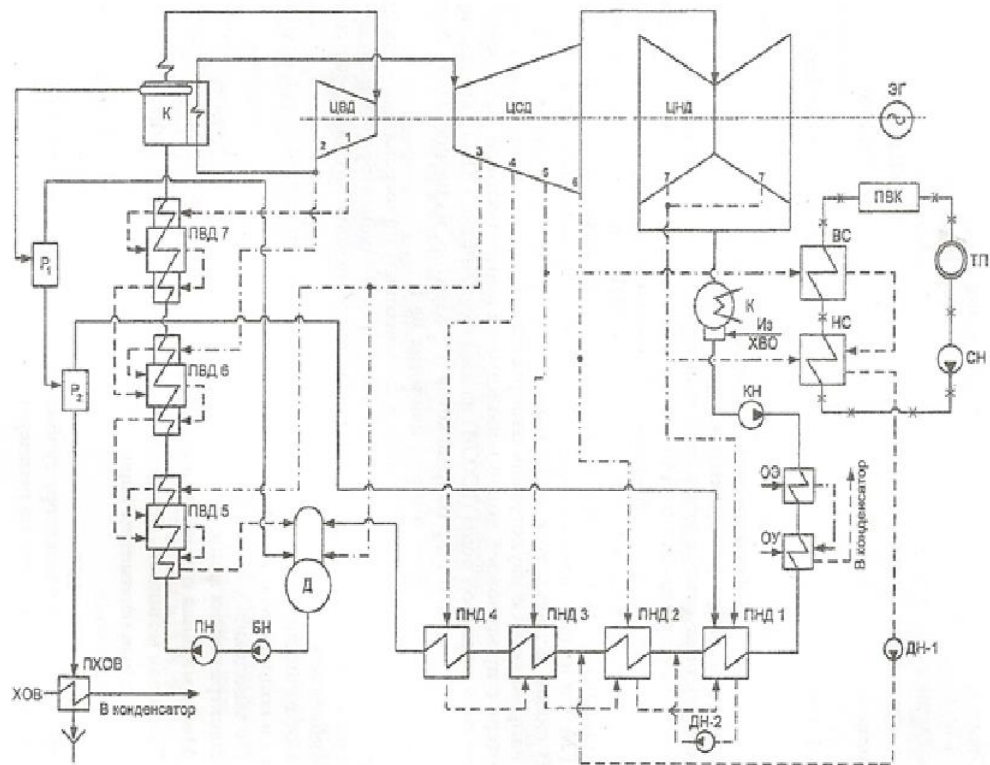 ЦВД
ЦСД
ЦНД
ЭГ
К
1
2
3
4
5
6
7
7
ПВК
ВС
ТП
ПВД 7
Р1
К
НС
Из
ХВО
СН
ПВД 6
Р2
КН
ОЭ
ПВД 5
ОУ
В конденсатор
Д
ПН
БН
ПНД 4
ПНД 3
ПНД 2
ПНД 1
ДН-1
ПХОВ
ХОВ
В конденсатор
ДН-2